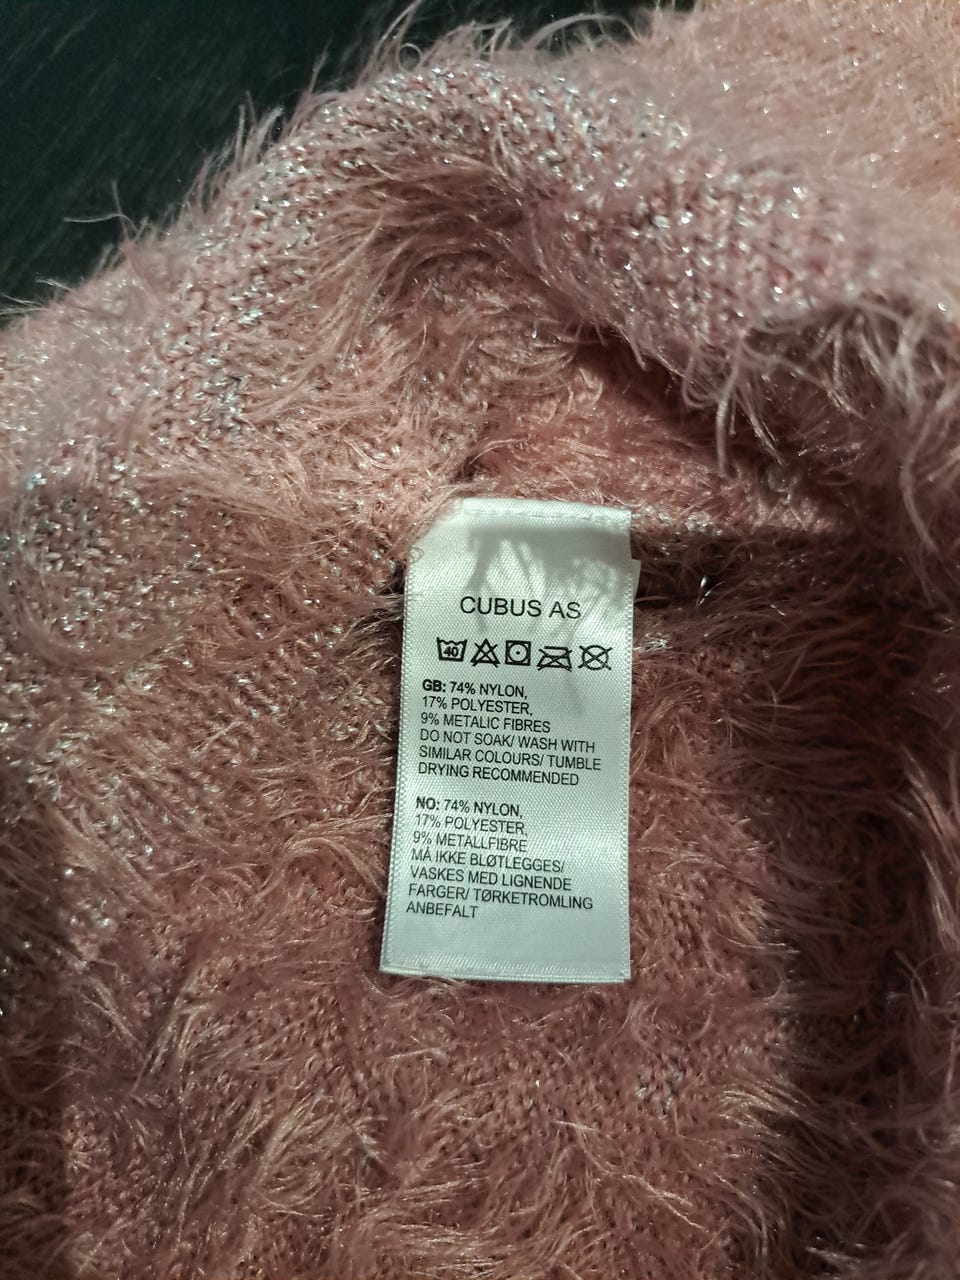 CUBUS AS
40
GB: 74% NYLON,
17% POLYESTER,
9% METALIC FIBRES
DO NOT SOAK/ WASH WITH
SIMILAR COLOURS/ TUMBLE
DRYING RECOMMENDED
NO: 74% NYLON,
17% POLYESTER,
9% METALLFIBRE
MÅ IKKE BLØTLEGGES/
VASKES MED LIGNENDE
FARGER/ TØRKETROMLING
ANBEFALT